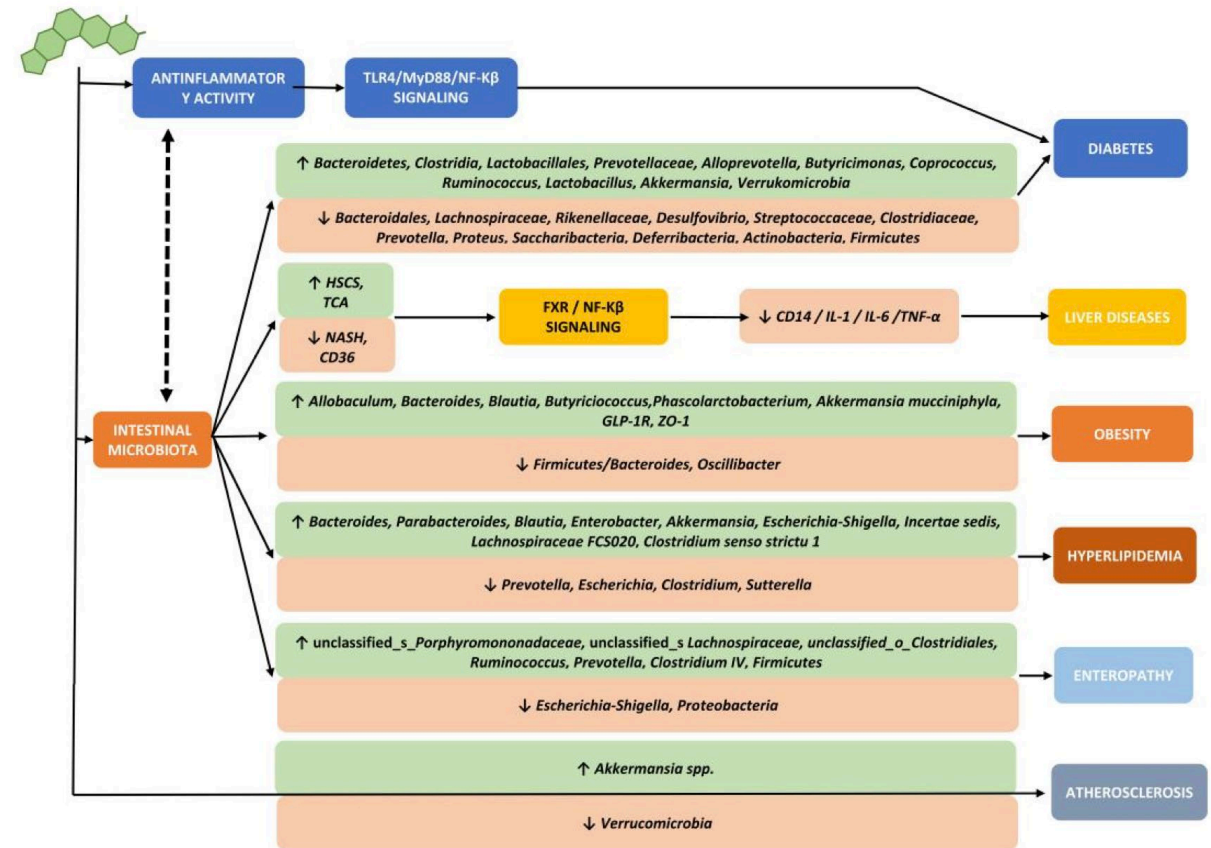 ANTINFLAMMATOR
Y ACTIVITY
TLR4/MyD88/NF-Kβ
SIGNALING
DIABETES
↑ Bacteroidetes, Clostridia, Lactobacillales, Prevotellaceae, Alloprevotella, Butyricimonas, Coprococcus,
Ruminococcus, Lactobacillus, Akkermansia, Verrukomicrobia
↓ Bacteroidales, Lachnospiraceae, Rikenellaceae, Desulfovibrio, Streptococcaceae, Clostridiaceae,
Prevotella, Proteus, Saccharibacteria, Deferribacteria, Actinobacteria, Firmicutes
↑ HSCS,
TCA
↓ NASH,
CD36
FXR / NF-Kβ
SIGNALING
↓ CD14 / IL-1 / IL-6 /TNF-α
LIVER DISEASES
INTESTINAL
MICROBIOTA
↑ Allobaculum, Bacteroides, Blautia, Butyriciococcus,Phascolarctobacterium, Akkermansia mucciniphyla,
GLP-1R, ZO-1
↓ Firmicutes/Bacteroides, Oscillibacter
OBESITY
↑ Bacteroides, Parabacteroides, Blautia, Enterobacter, Akkermansia, Escherichia-Shigella, Incertae sedis,
Lachnospiraceae FCS020, Clostridium senso strictu 1
↓ Prevotella, Escherichia, Clostridium, Sutterella
HYPERLIPIDEMIA
↑ unclassified_s_Porphyromononadaceae, unclassified_s Lachnospiraceae, unclassified_o_Clostridiales,
Ruminococcus, Prevotella, Clostridium IV, Firmicutes
↓ Escherichia-Shigella, Proteobacteria
ENTEROPATHY
↑ Akkermansia spp.
↓ Verrucomicrobia
ATHEROSCLEROSIS